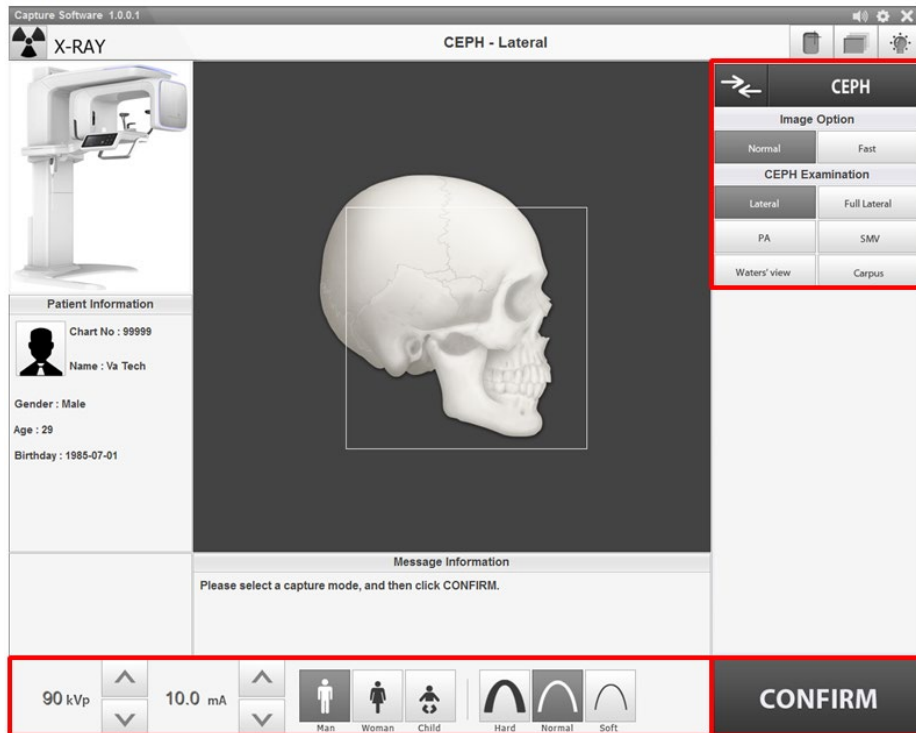 Capture Software 1.0.0.1
X-RAY
CEPH - Lateral
CEPH
Image Option
Normal Fast
CEPH Examination
Lateral Full Lateral
PA SMV
Waters' view Carpus
Patient Information
Chart No : 99999
Name : Va Tech
Gender : Male
Age : 29
Birthday : 1985-07-01
Message Information
Please select a capture mode, and then click CONFIRM.
90 kVp 10.0 mA
Man Woman Child Hard Normal Soft
CONFIRM